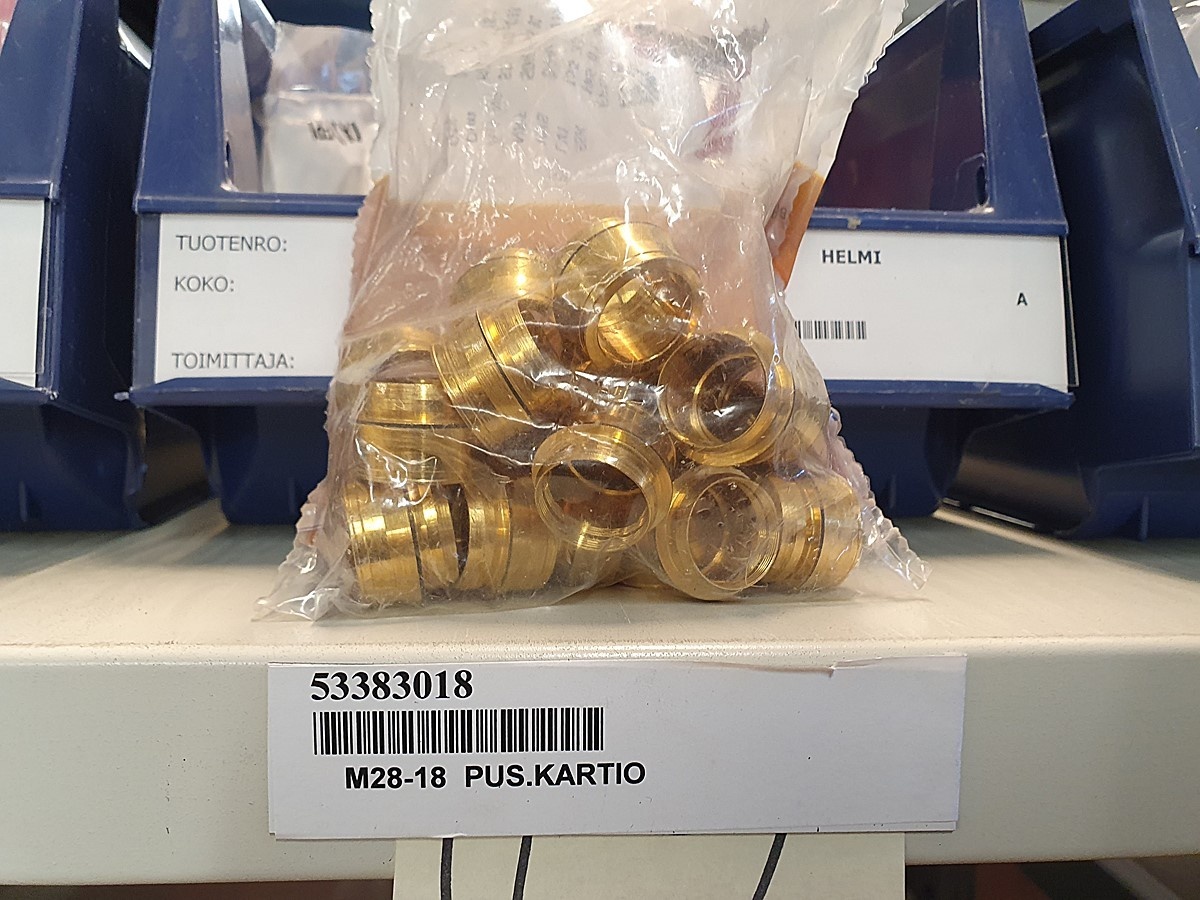 TUOTENRO:
KOKO:
TOIMITTAJA:
HELMI
A
53383018
M28-18 PUS.KARTIO